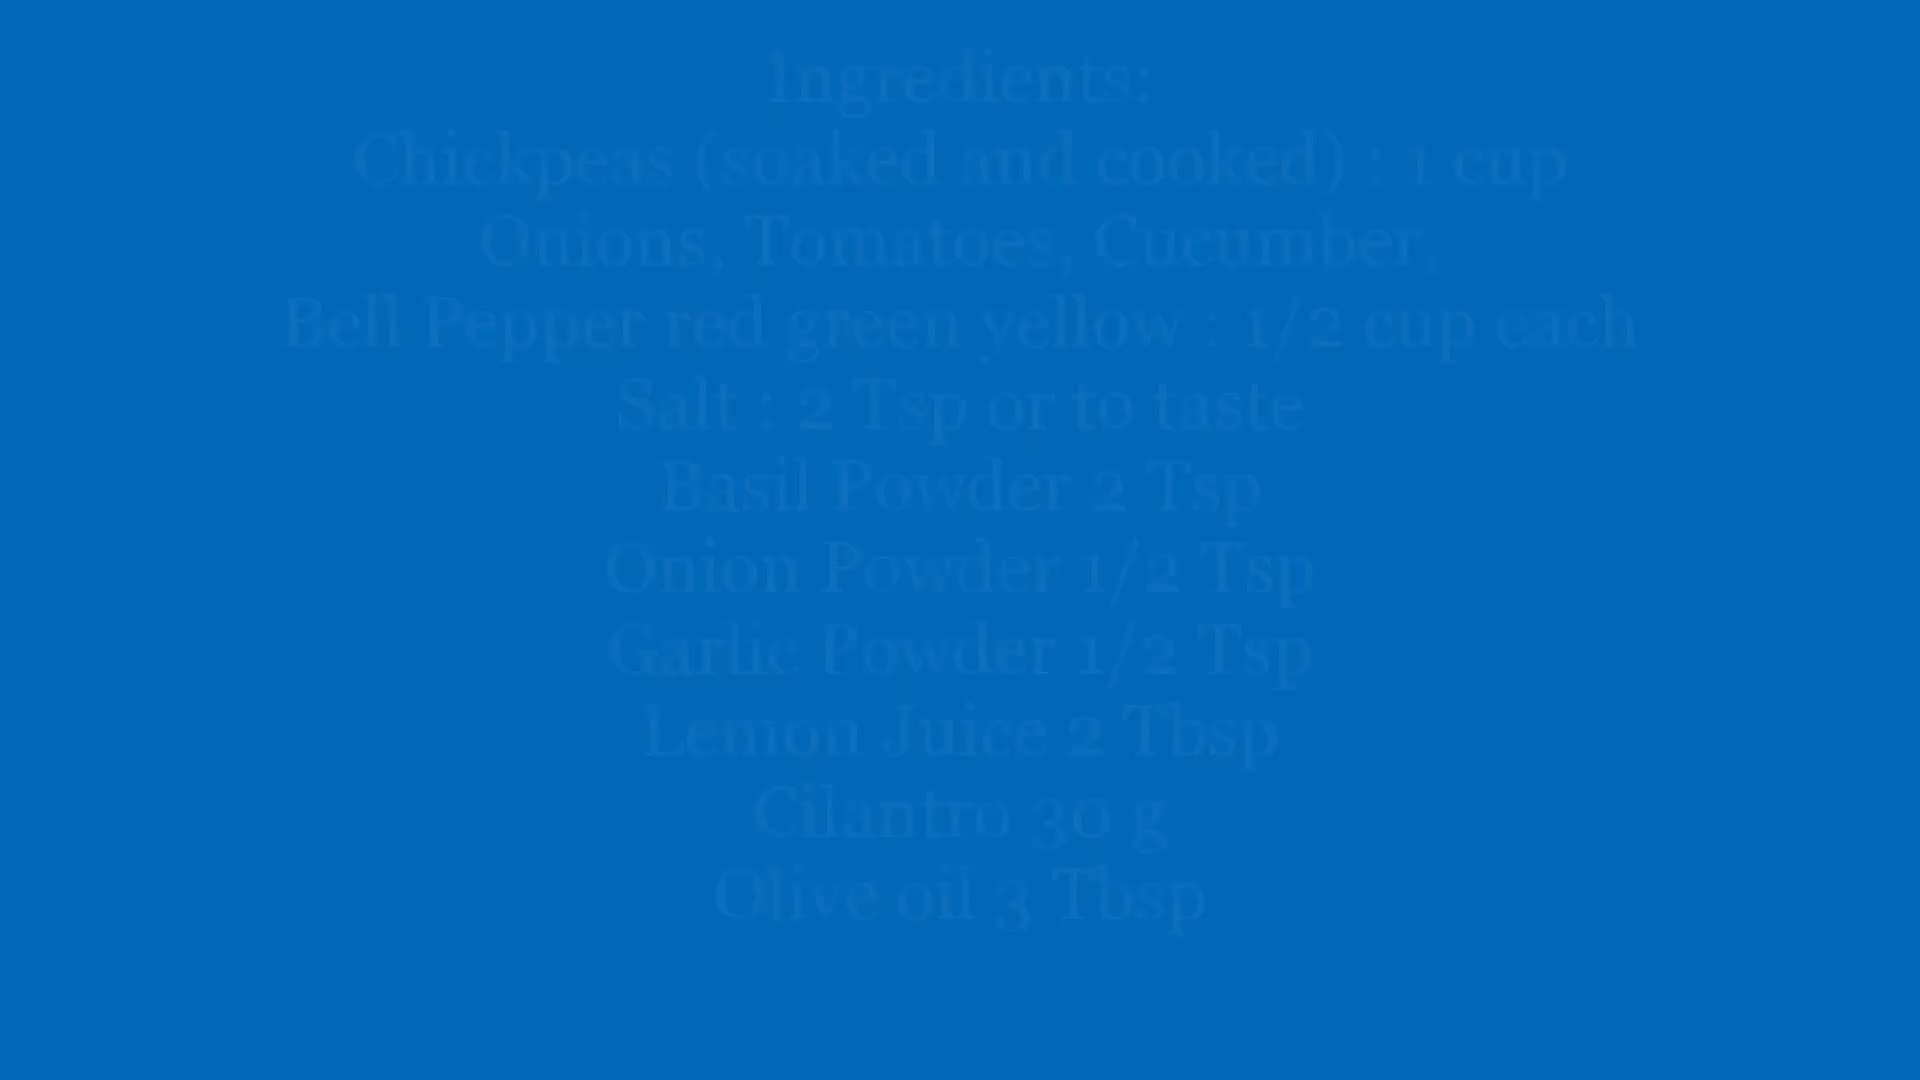 Ingredients:
Chickpeas (soaked and cooked) : 1 cup
Onions, Tomatoes, Cucumber,
Bell Pepper red green yellow : 1/2 cup each
Salt : 2 Tsp or to taste
Basil Powder 2 Tsp
Onion Powder 1/2 Tsp
Garlic Powder 1/2 Tsp
Lemon Juice 2 Tbsp
Cilantro 30 g
Olive oil 3 Tbsp